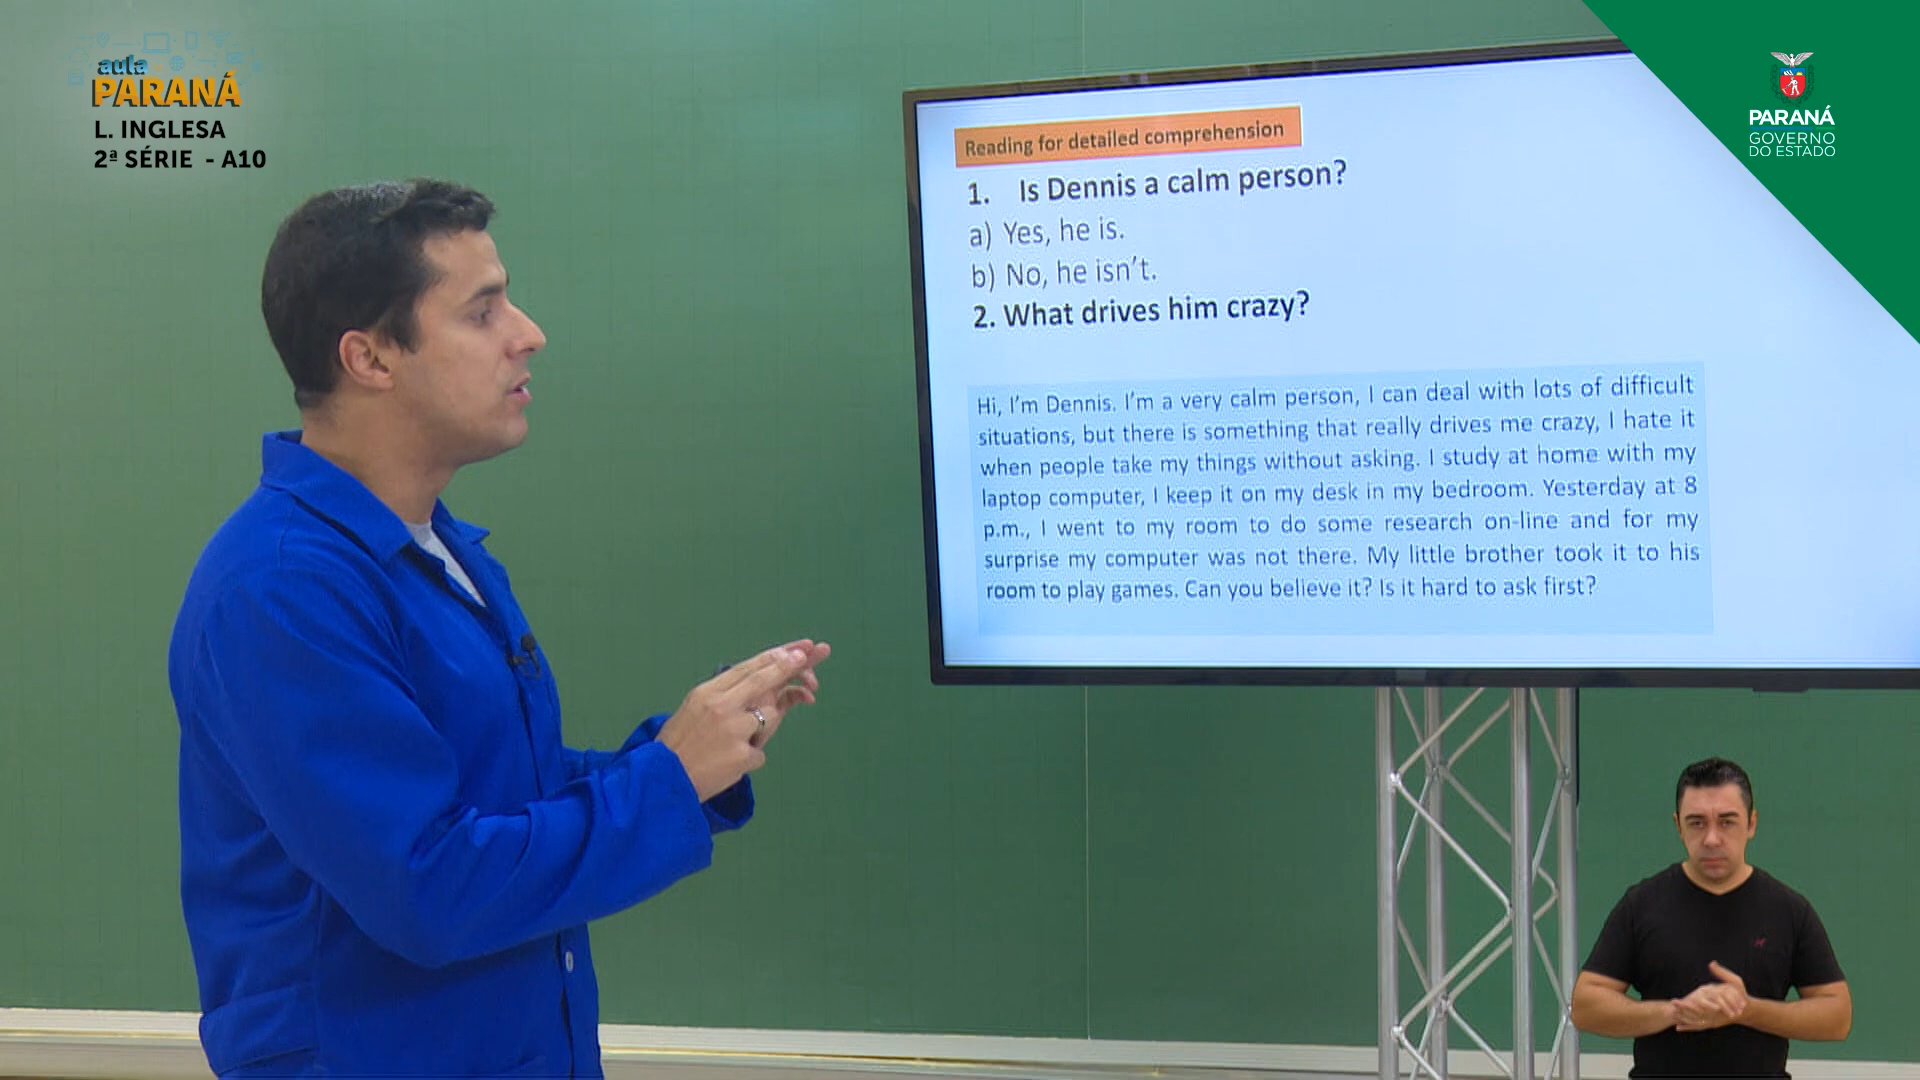 aula
PARANÁ
L. INGLESA
2ª SÉRIE - A10
PARANÁ
GOVERNO
DO ESTADO
Reading for detailed comprehension
1. Is Dennis a calm person?
a) Yes, he is.
b) No, he isn't.
2. What drives him crazy?
Hi, I'm Dennis. I'm a very calm person, I can deal with lots of difficult
situations, but there is something that really drives me crazy, I hate it
when people take my things without asking. I study at home with my
laptop computer, I keep it on my desk in my bedroom. Yesterday at 8
p.m., I went to my room to do some research on-line and for my
surprise my computer was not there. My little brother took it to his
room to play games. Can you believe it? Is it hard to ask first?